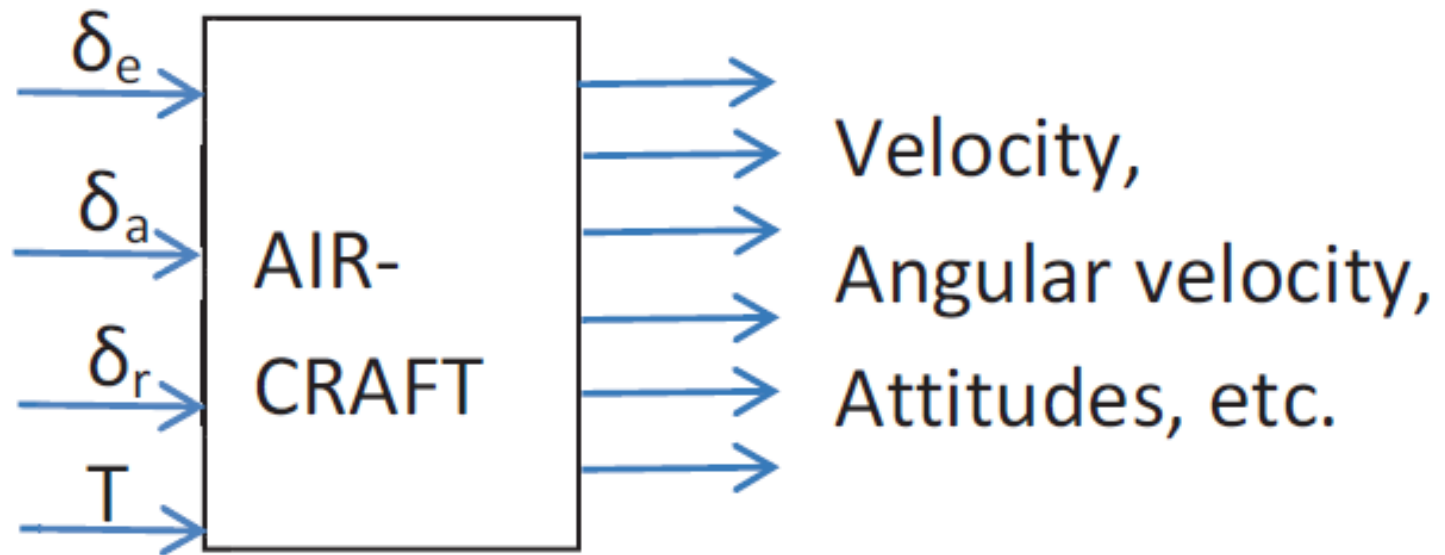 δe
δa
δr
T
AIR-
CRAFT
Velocity,
Angular velocity,
Attitudes, etc.